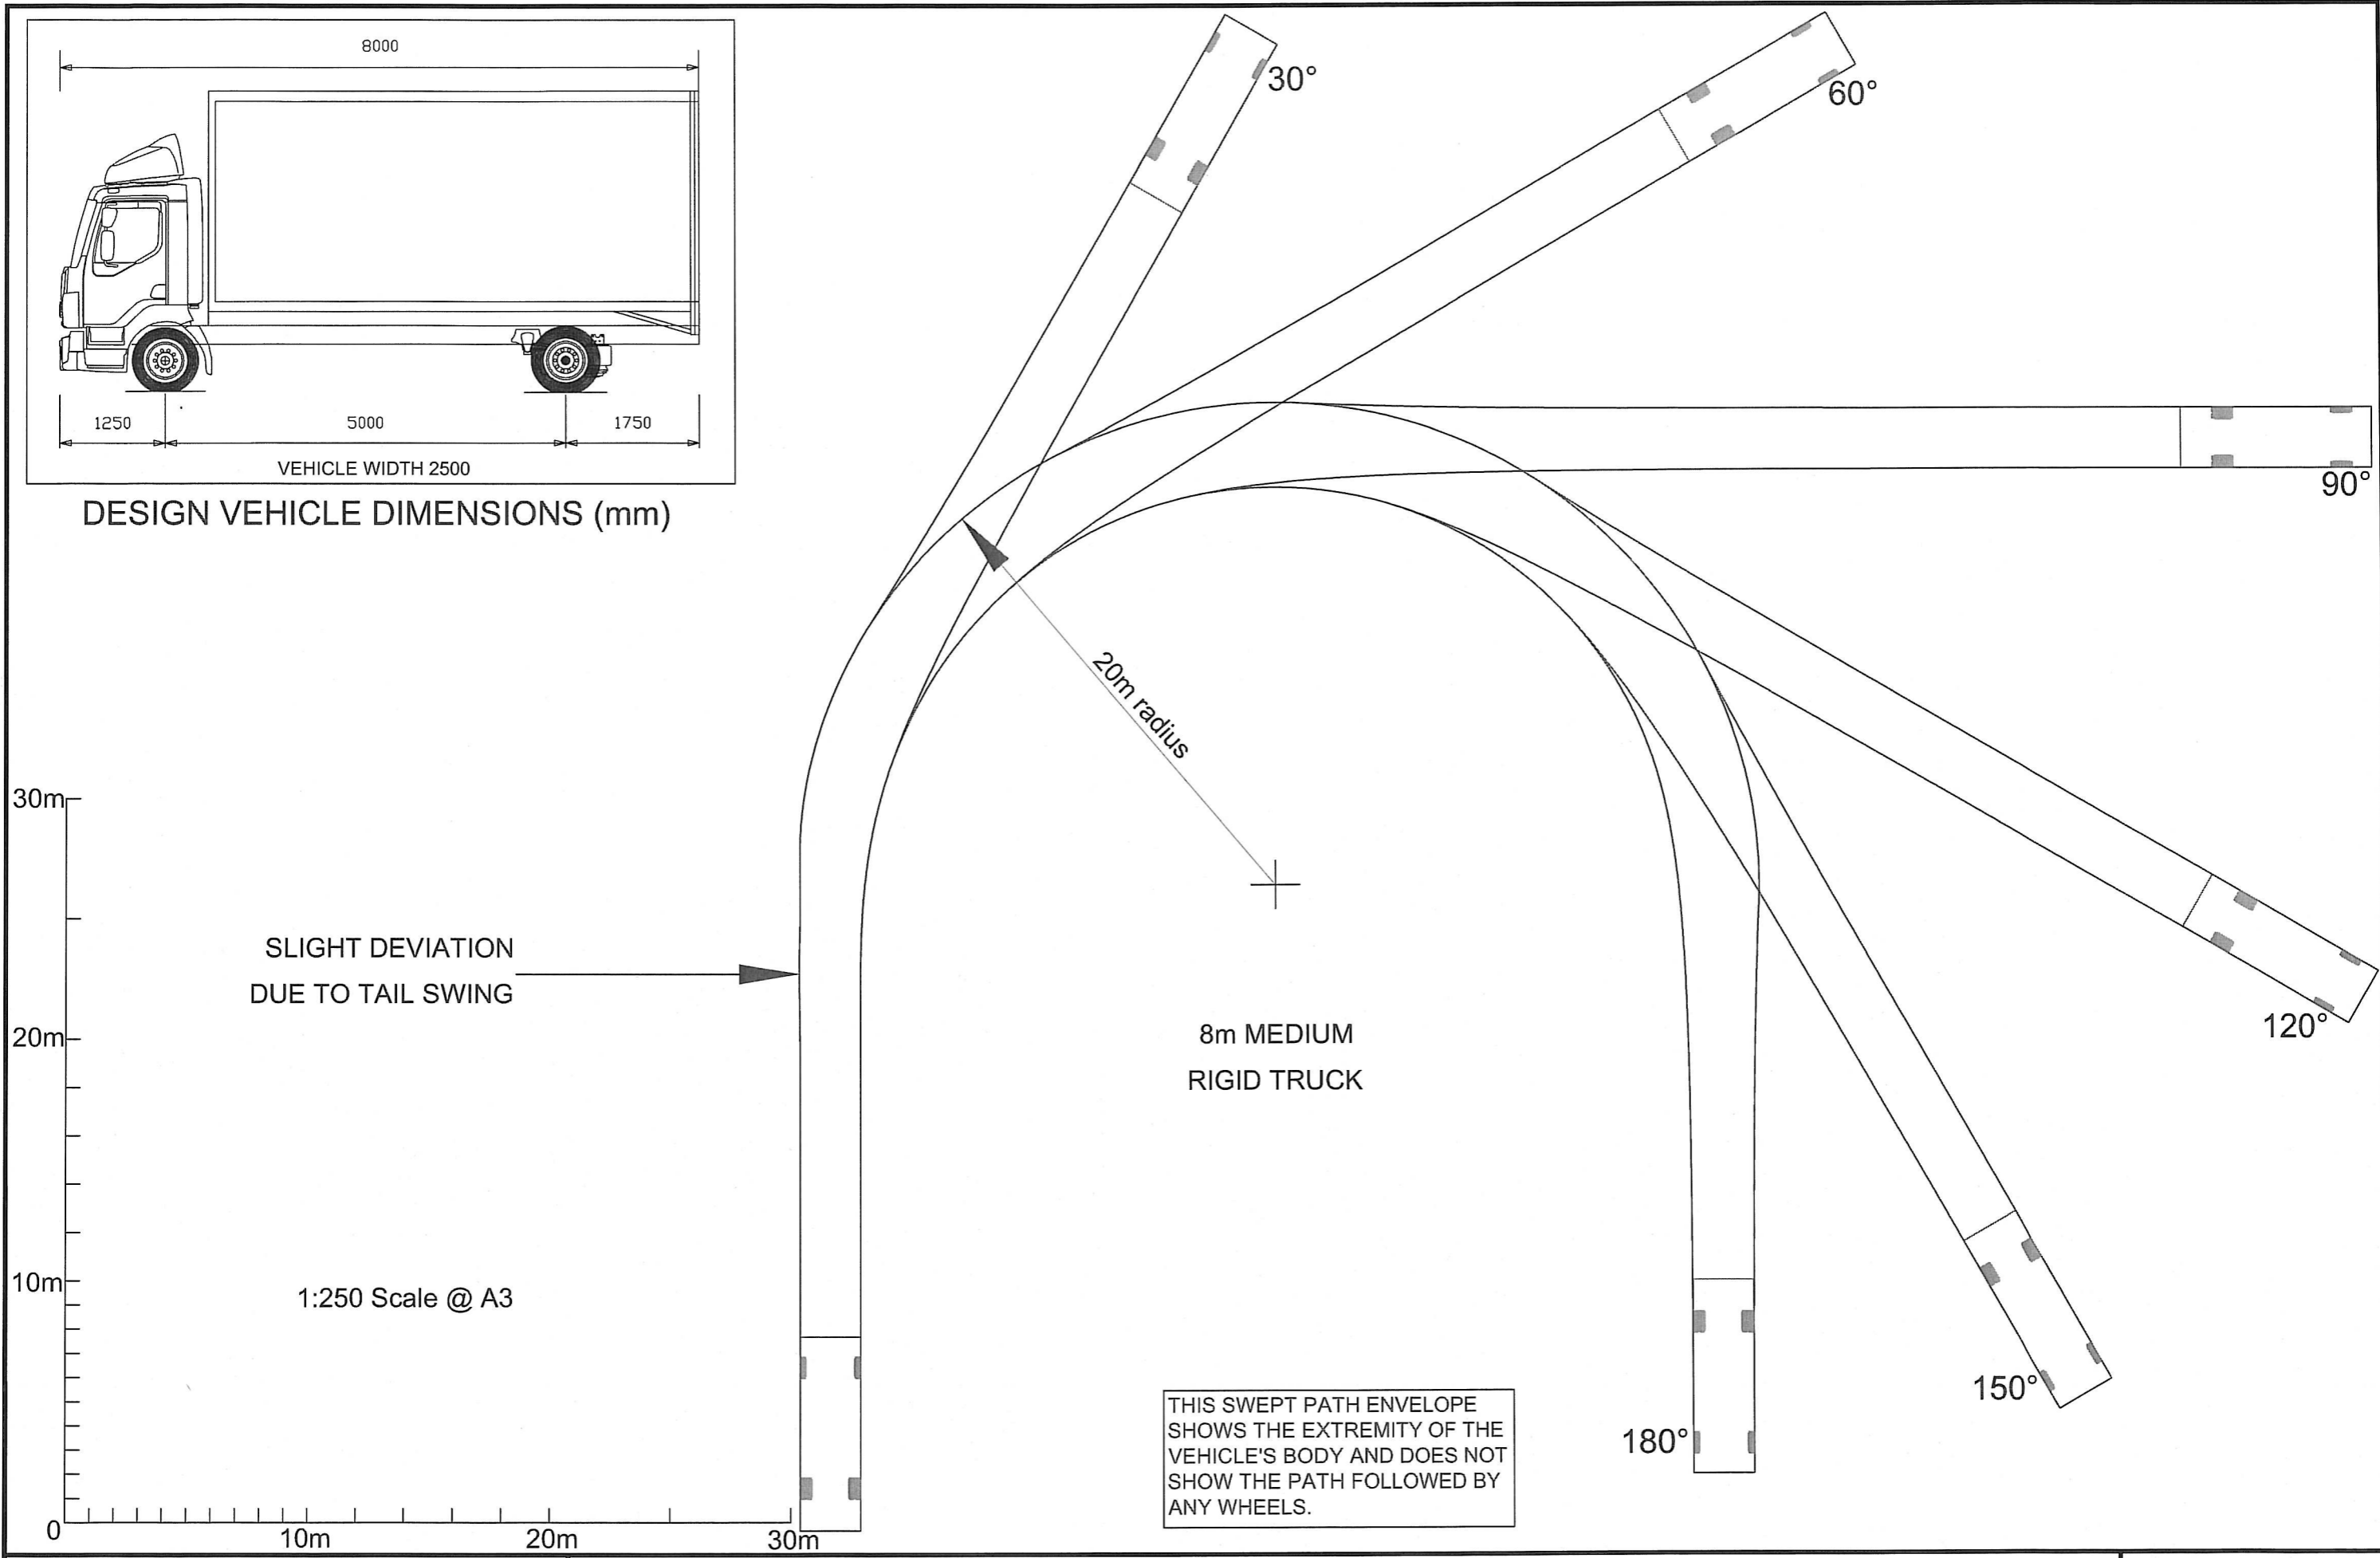 8000
1250
5000
1750
VEHICLE WIDTH 2500
DESIGN VEHICLE DIMENSIONS (mm)
30°
60°
90°
20m radius
30m
SLIGHT DEVIATION
DUE TO TAIL SWING
20m
8m MEDIUM
RIGID TRUCK
120°
10m
1:250 Scale @ A3
150°
180°
THIS SWEPT PATH ENVELOPE
SHOWS THE EXTREMITY OF THE
VEHICLE'S BODY AND DOES NOT
SHOW THE PATH FOLLOWED BY
ANY WHEELS.
0
10m
20m
30m